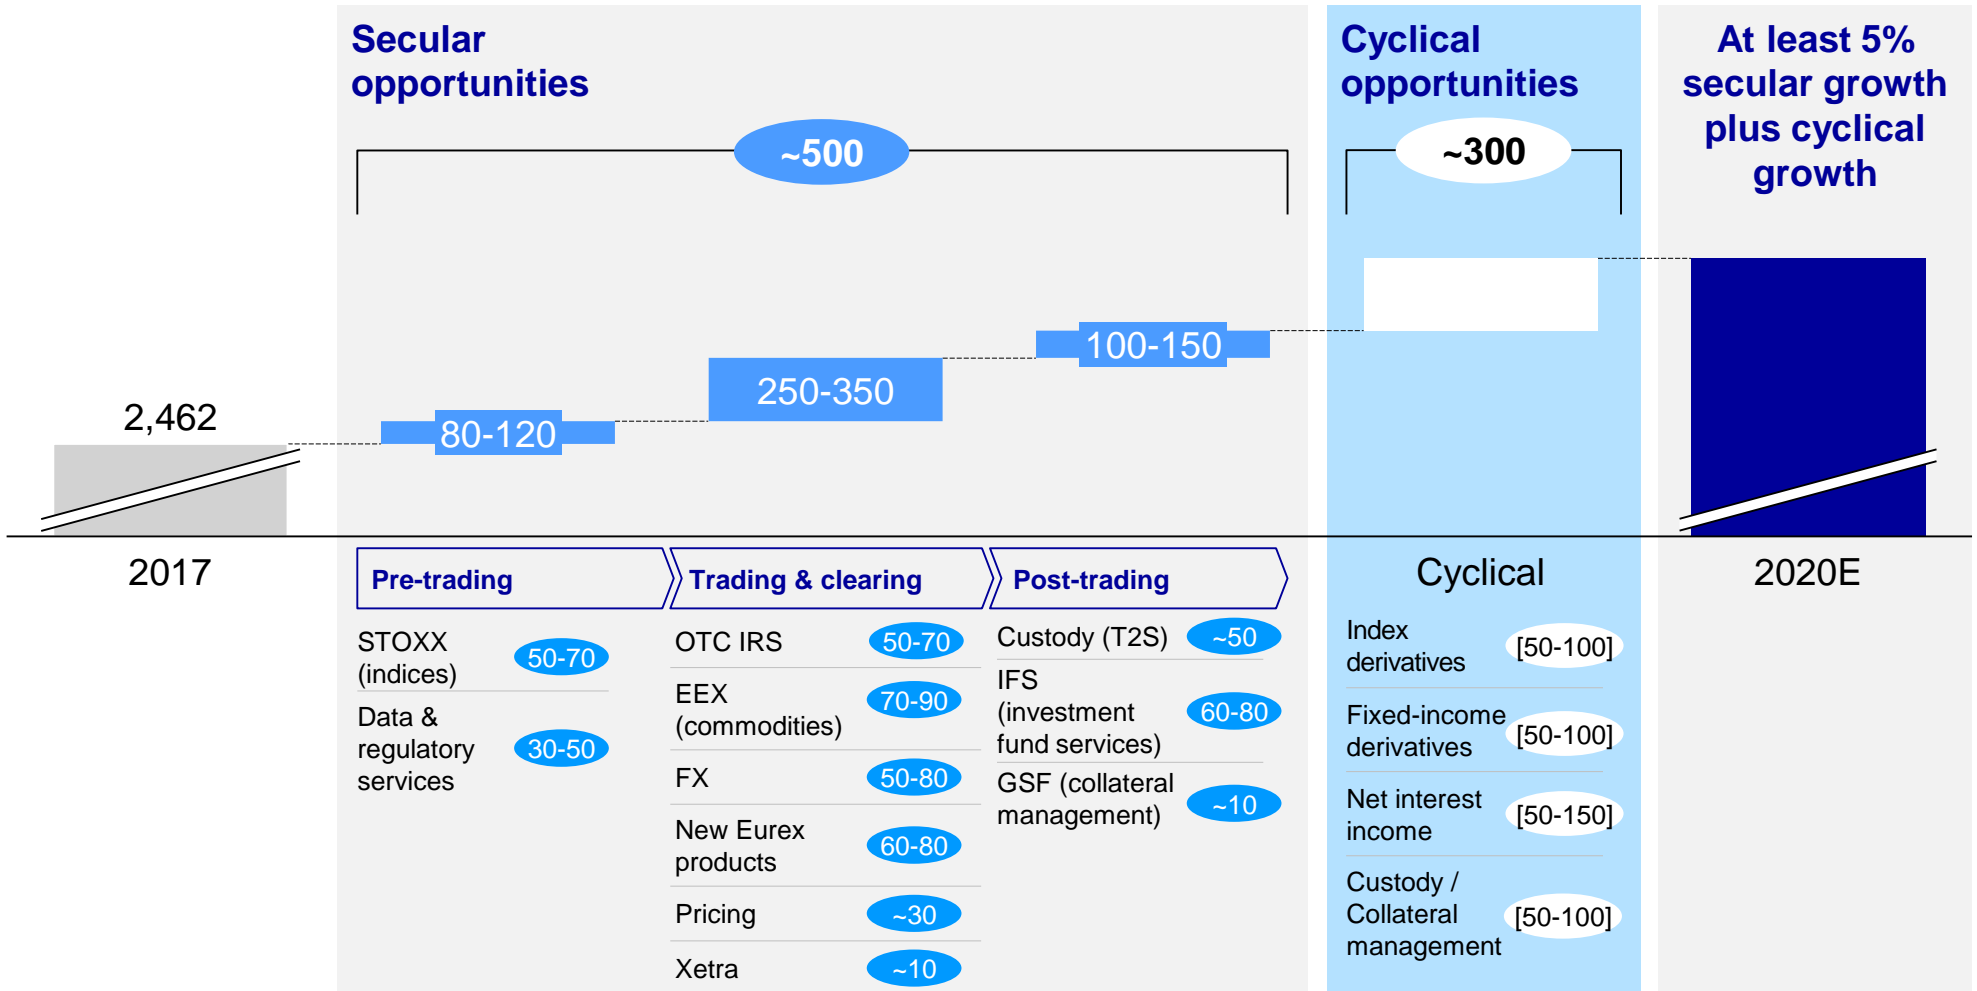 Secular
opportunities
Cyclical
opportunities
At least 5%
secular growth
plus cyclical
growth
~500
~300
2,462
80-120
250-350
100-150
2017
Pre-trading
Trading & clearing
Post-trading
Cyclical
2020E
STOXX
(indices)
50-70
Data &
regulatory
services
30-50
OTC IRS
50-70
EEX
(commodities)
70-90
FX
50-80
New Eurex
products
60-80
Pricing
~30
Xetra
~10
Custody (T2S)
~50
IFS
(investment
fund services)
60-80
GSF (collateral
management)
~10
Index
derivatives
[50-100]
Fixed-income
derivatives
[50-100]
Net interest
income
[50-150]
Custody /
Collateral
management
[50-100]